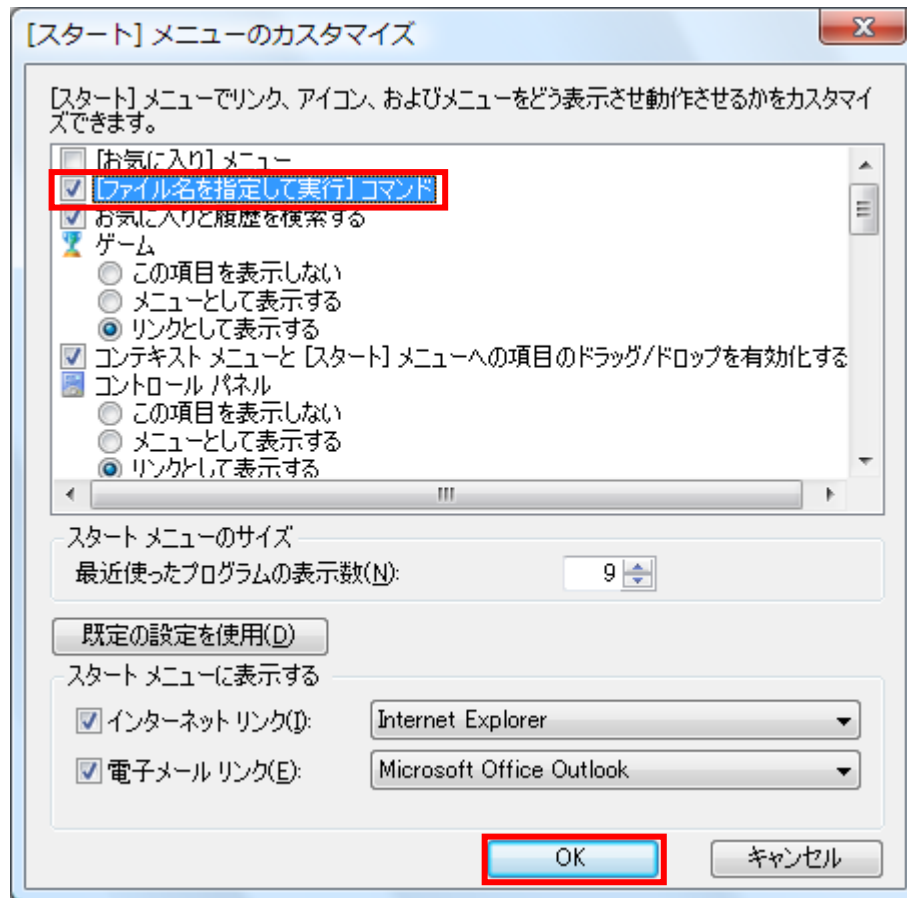 [スタート] メニューのカスタマイズ
[スタート] メニューでリンク、アイコン、およびメニューをどう表示させ動作させるかをカスタマイ
ズできます。
[お気に入り] メニュー
[ファイル名を指定して実行] コマンド
お気に入りと履歴を検索する
ゲーム
この項目を表示しない
メニューとして表示する
リンクとして表示する
コンテキスト メニューと [スタート] メニューへの項目のドラッグ/ドロップを有効化する
コントロール パネル
この項目を表示しない
メニューとして表示する
リンクとして表示する
スタート メニューのサイズ
最近使ったプログラムの表示数(N): 9
既定の設定を使用(D)
スタート メニューに表示する
インターネット リンク(I): Internet Explorer
電子メール リンク(E): Microsoft Office Outlook
OK キャンセル